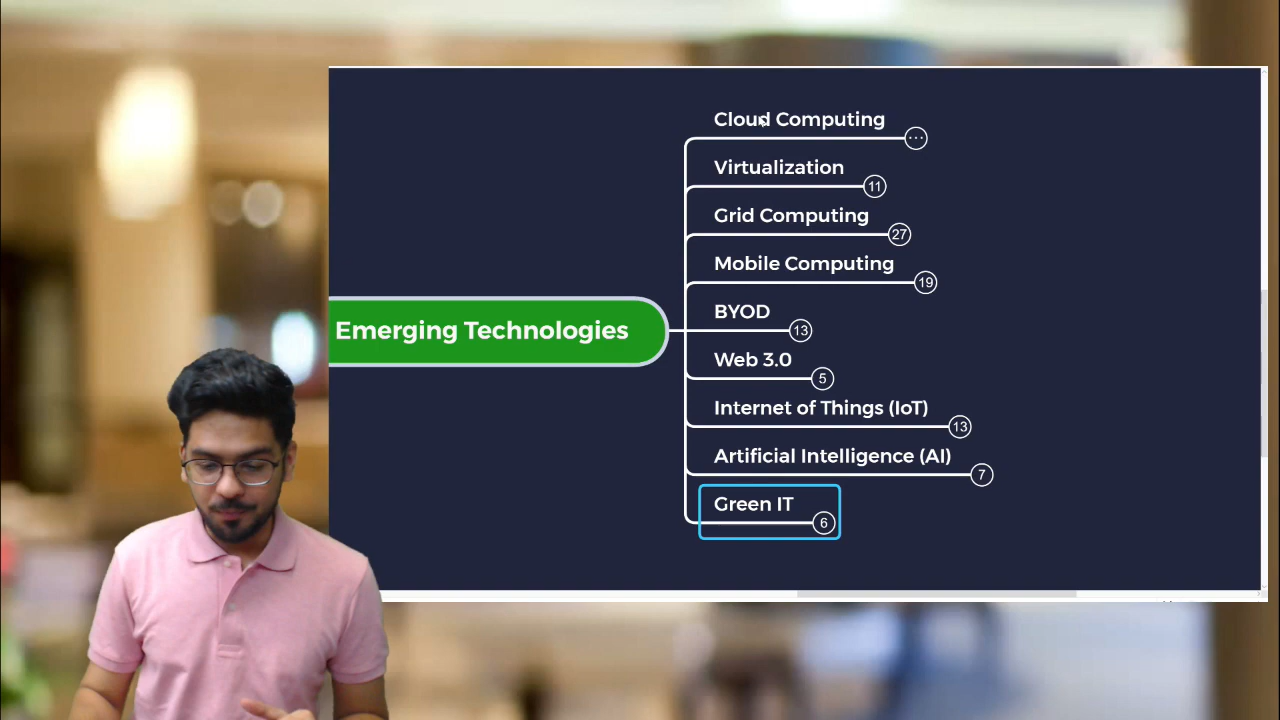 Cloud Computing
...
Virtualization
11
Grid Computing
27
Mobile Computing
19
BYOD
13
Emerging Technologies
Web 3.0
5
Internet of Things (IoT)
13
Artificial Intelligence (AI)
7
Green IT
6